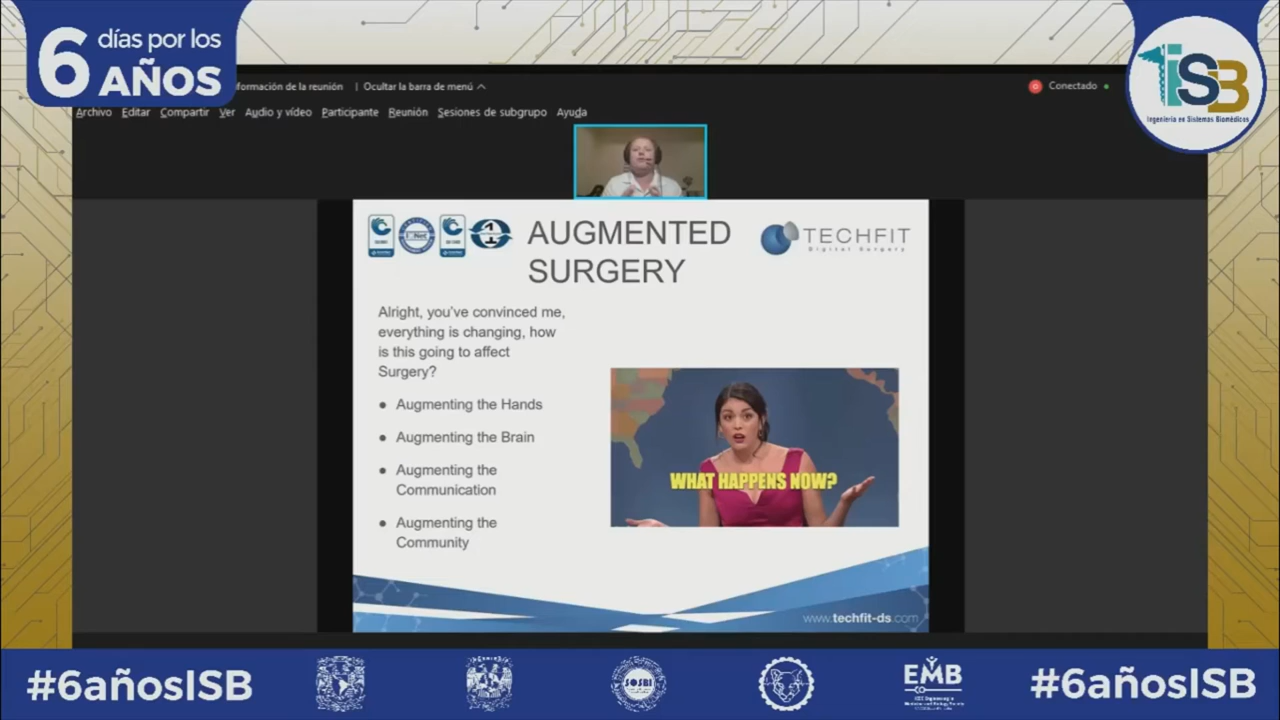 6 días por los
AÑOS
formación de la reunión | Ocultar la barra de menú
Conectado
Archivo Editar Compartir Ver Audio y vídeo Participante Reunión Sesiones de subgrupo Ayuda
iSB
Ingeniería en Sistemas Biomédicos
AUGMENTED
SURGERY
TECHFIT
Digital Surgery
Alright, you've convinced me,
everything is changing, how
is this going to affect
Surgery?
● Augmenting the Hands
● Augmenting the Brain
● Augmenting the
Communication
● Augmenting the
Community
WHAT HAPPENS NOW?
www.techfit-ds.com
#6añosISB
SOSBI
EMB
#6añosISB